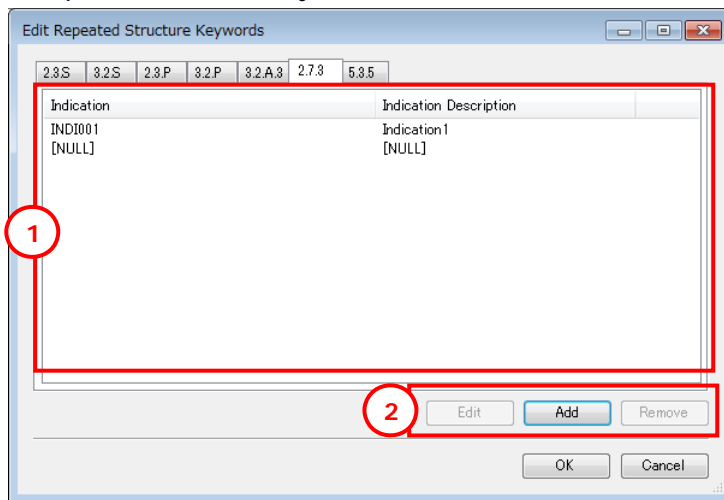 Edit Repeated Structure Keywords
2.3.S 3.2.S 2.3.P 3.2.P 3.2.A.3 2.7.3 5.3.5
Indication Indication Description
INDI001 Indication1
[NULL] [NULL]
1
2 Edit Add Remove
OK Cancel